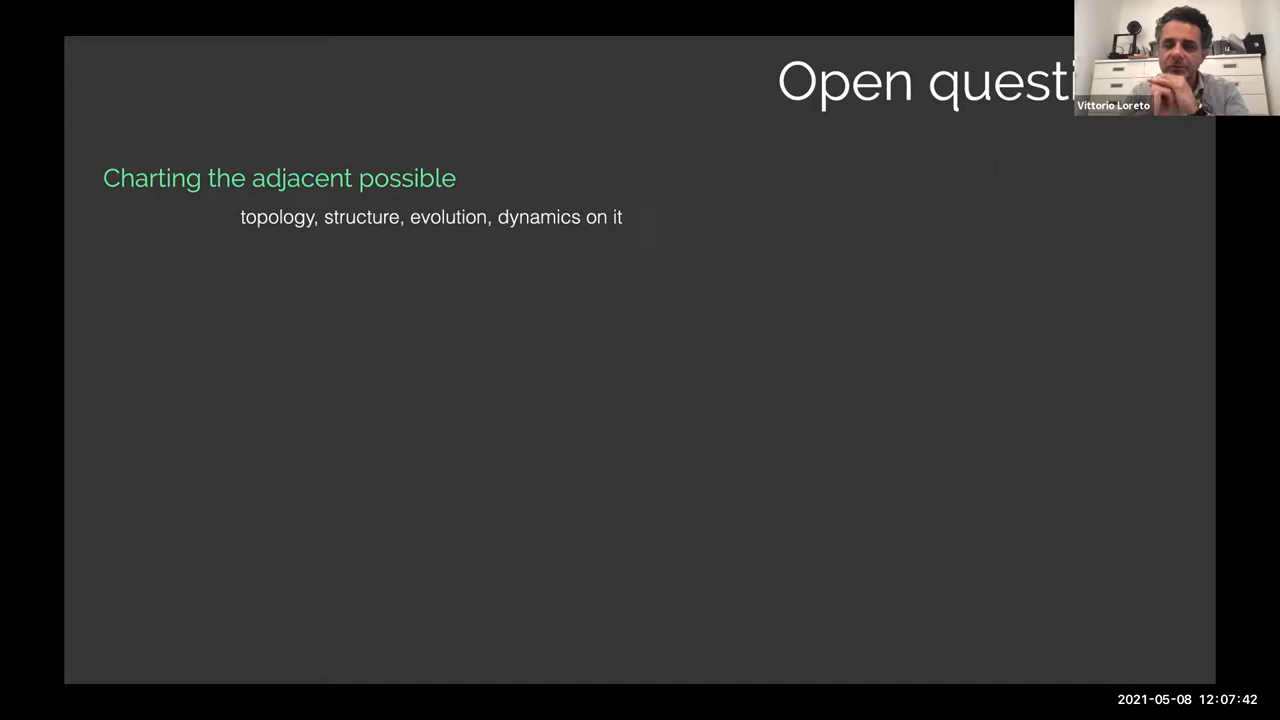 Open questi
Vittorio Loreto
Charting the adjacent possible
topology, structure, evolution, dynamics on it
2021-05-08 12:07:42